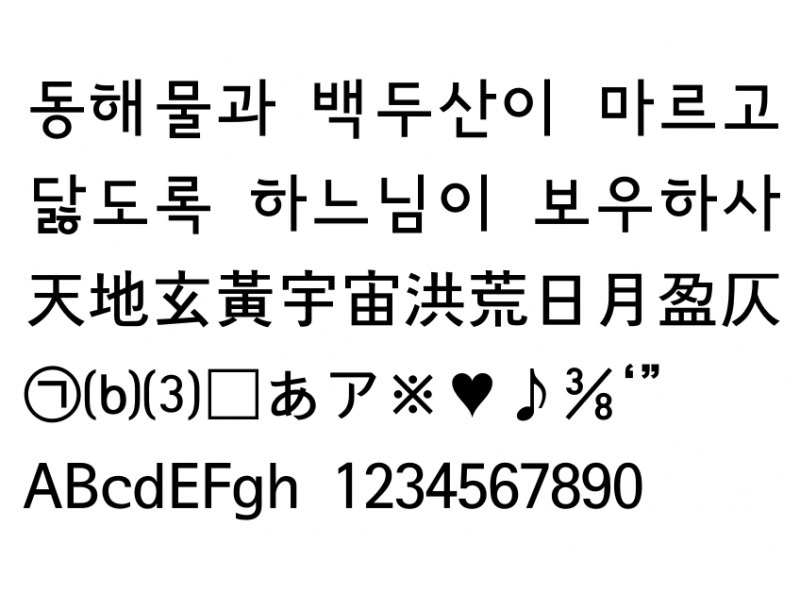 동해물과 백두산이 마르고
닳도록 하느님이 보우하사
天地玄黃宇宙洪荒日月盈仄
㉠⒝⑶□あア※♥♪⅜‘”
ABcdEFgh 1234567890